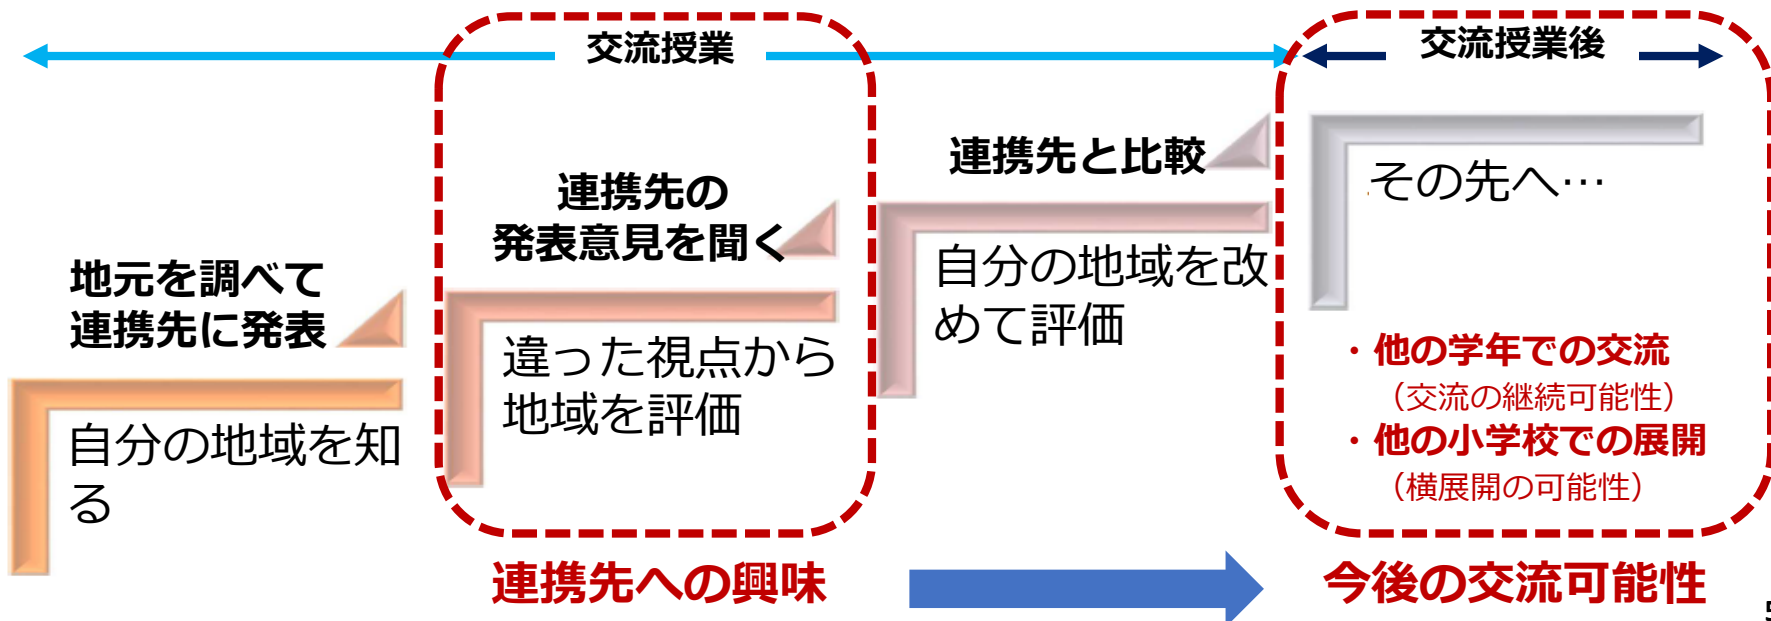 交流授業
交流授業後
地元を調べて
連携先に発表
自分の地域を知
る
連携先の
発表意見を聞く
違った視点から
地域を評価
連携先と比較
自分の地域を改
めて評価
その先へ…
・他の学年での交流
（交流の継続可能性）
・他の小学校での展開
（横展開の可能性）
連携先への興味
今後の交流可能性